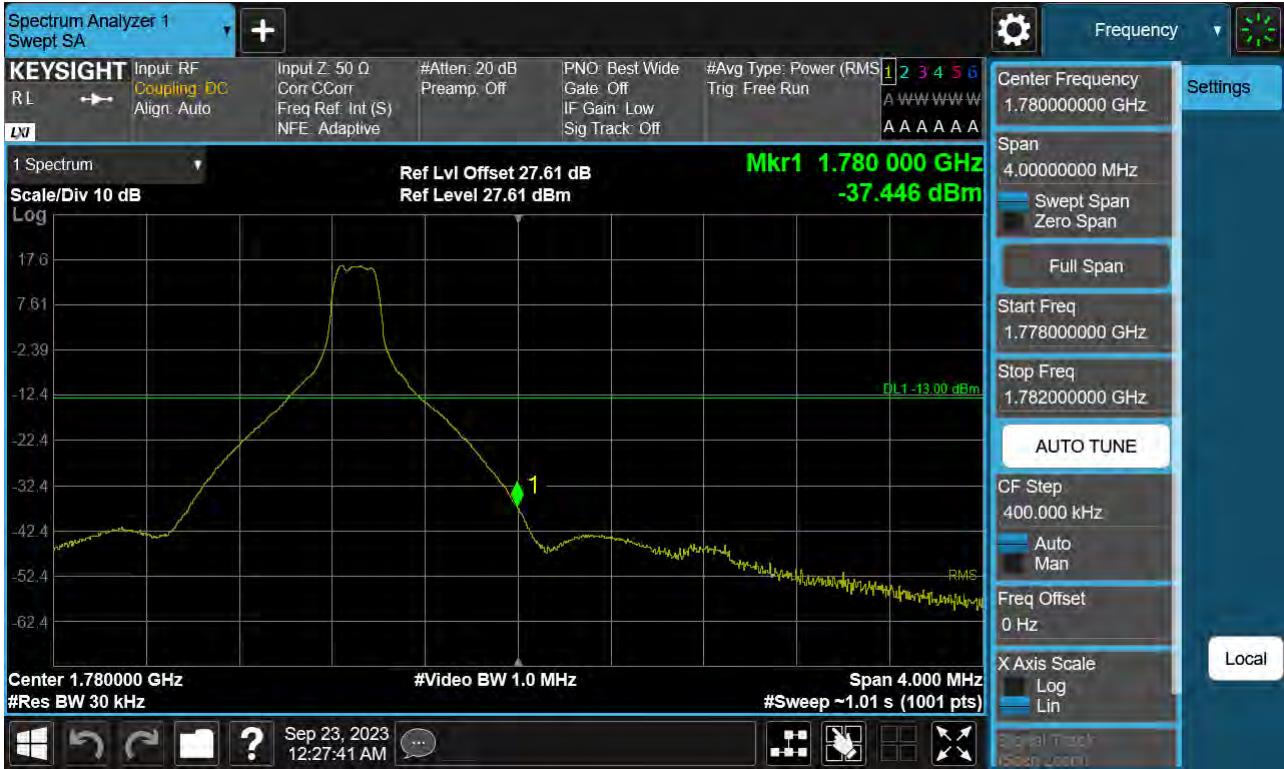 Spectrum Analyzer 1
Swept SA
Frequency
KEYSIGHT
Input: RF
Coupling: DC
Align: Auto
Input Z: 50 Ω
Corr CCorr
Freq Ref: Int (S)
NFE: Adaptive
#Atten: 20 dB
Preamp: Off
PNO: Best Wide
Gate: Off
IF Gain: Low
Sig Track: Off
#Avg Type: Power (RMS
Trig: Free Run
1 2 3 4 5 6
A W W W W W
A A A A A A
R L
LXI
1 Spectrum
Scale/Div 10 dB
Log
Ref Lvl Offset 27.61 dB
Ref Level 27.61 dBm
Mkr1 1.780 000 GHz
-37.446 dBm
17.6
7.61
-2.39
-12.4
-22.4
-32.4
-42.4
-52.4
-62.4
DL1 -13.00 dBm
1
RMS
Center 1.780000 GHz
#Res BW 30 kHz
#Video BW 1.0 MHz
Span 4.000 MHz
#Sweep ~1.01 s (1001 pts)
Center Frequency
1.780000000 GHz
Settings
Span
4.00000000 MHz
Swept Span
Zero Span
Full Span
Start Freq
1.778000000 GHz
Stop Freq
1.782000000 GHz
AUTO TUNE
CF Step
400.000 kHz
Auto
Man
Freq Offset
0 Hz
X Axis Scale
Log
Lin
Signal Track
(Span Zoom)
Local
?
Sep 23, 2023
12:27:41 AM